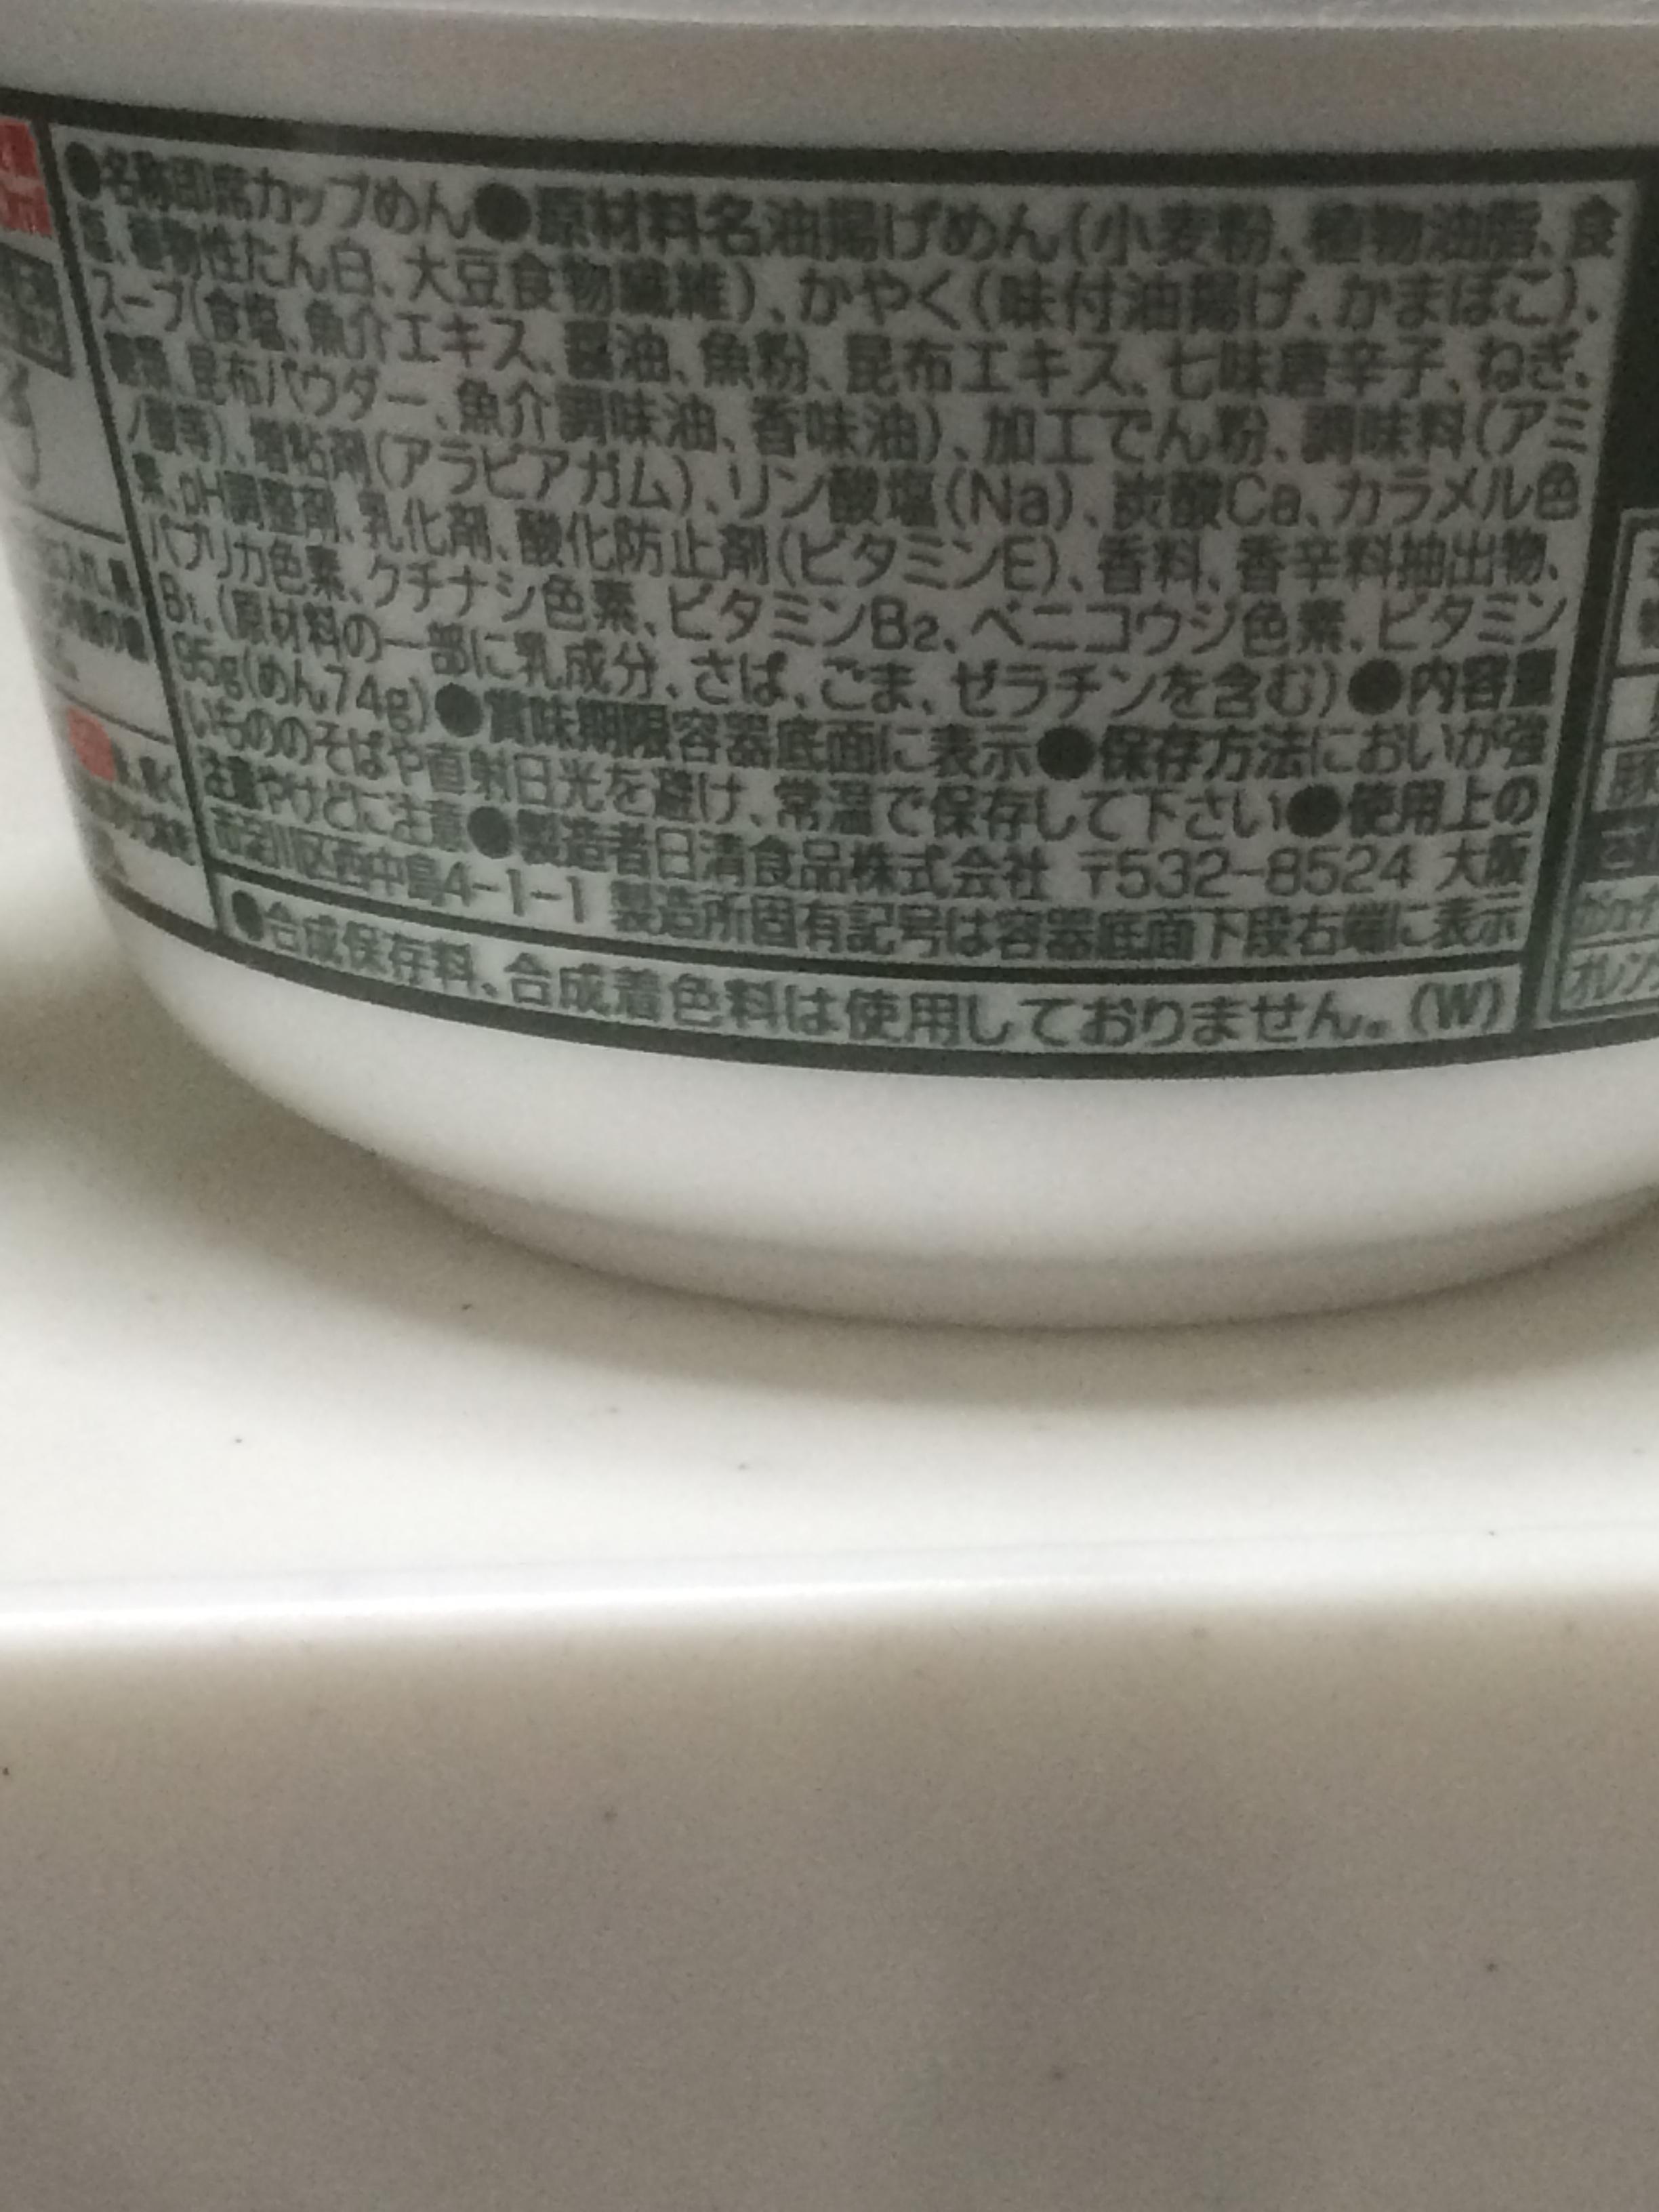 ●名称即席カップめん●原材料名油揚げめん(小麦粉、植物油脂、食
塩、植物性たん白、大豆食物繊維)、かやく(味付油揚げ、かまぼこ)、
スープ(食塩、魚介エキス、醤油、魚粉、昆布エキス、七味唐辛子、ねぎ、
糖類、昆布パウダー、魚介調味油、香味油)、加工でん粉、調味料(アミ
ノ酸等)、増粘剤(アラビアガム)、リン酸塩(Na)、炭酸Ca、カラメル色
素、pH調整剤、乳化剤、酸化防止剤(ビタミンE)、香料、香辛料抽出物、
パプリカ色素、クチナシ色素、ビタミンB2、ベニコウジ色素、ビタミン
B1、(原材料の一部に乳成分、さば、ごま、ゼラチンを含む)●内容量
95g(めん74g)●賞味期限容器底面に表示●保存方法においが強
いもののそばや直射日光を避け、常温で保存して下さい●使用上の
注意やけどに注意●製造者日清食品株式会社 〒532-8524 大阪
市淀川区西中島4-1-1 製造所固有記号は容器底面下段右端に表示
●合成保存料、合成着色料は使用しておりません。(W)
オレンジ